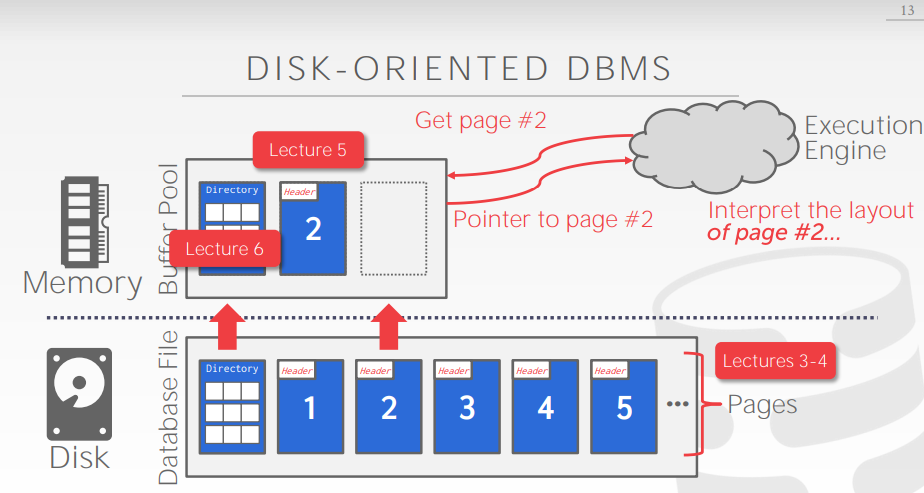 13
DISK-ORIENTED DBMS
Get page #2
Execution
Engine
Lecture 5
Buffer Pool
Directory
Header
2
Pointer to page #2
Interpret the layout
of page #2...
Lecture 6
Memory
Database File
Directory
Header
1
Header
2
Header
3
Header
4
Header
5
...
Lectures 3-4
Pages
Disk